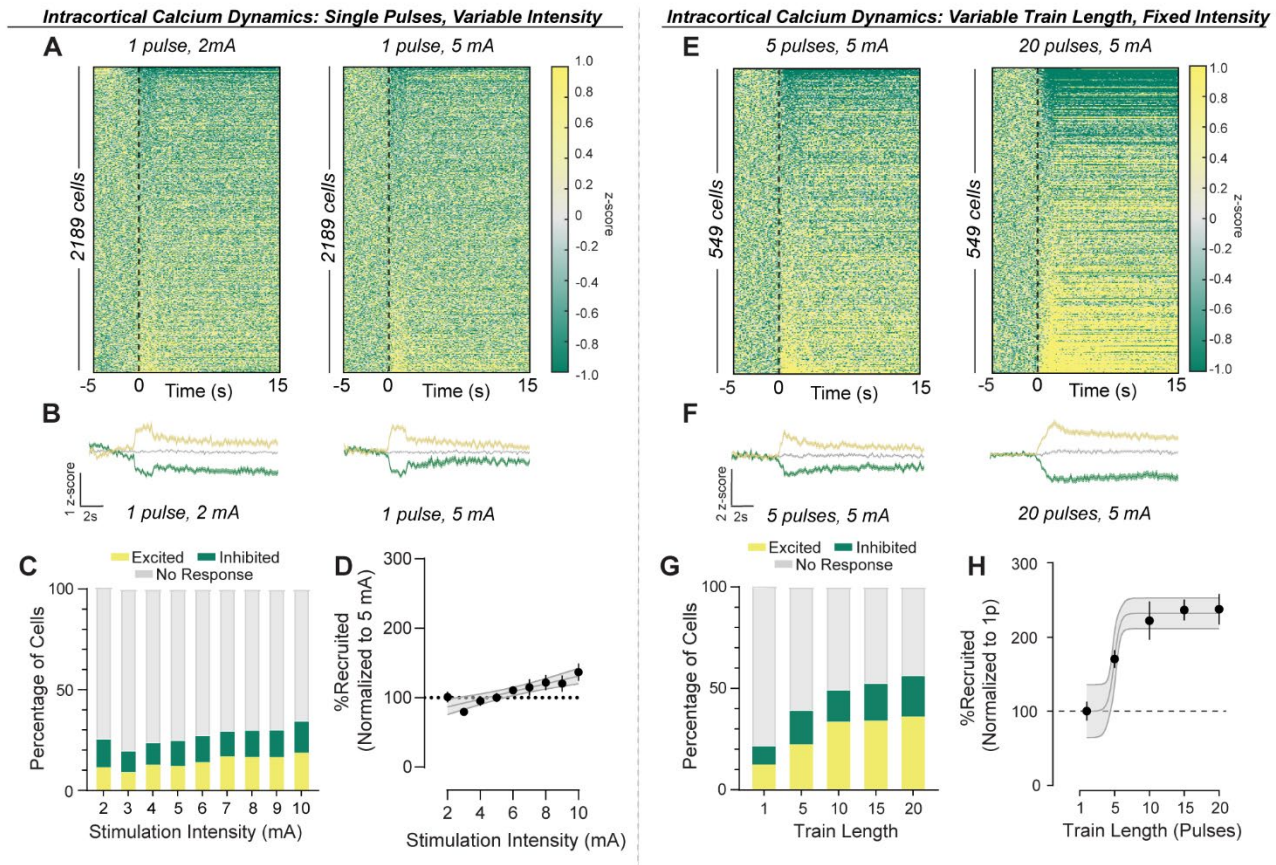 Intracortical Calcium Dynamics: Single Pulses, Variable Intensity
A
1 pulse, 2mA
1 pulse, 5 mA
2189 cells
2189 cells
1.0
0.8
0.6
0.4
0.2
0
-0.2
-0.4
-0.6
-0.8
-1.0
z-score
-5 0 Time (s) 15
-5 0 Time (s) 15
B
1 z-score
2s
1 pulse, 2 mA
1 pulse, 5 mA
C
Excited Inhibited
No Response
Percentage of Cells
100
50
0
2 3 4 5 6 7 8 9 10
Stimulation Intensity (mA)
D
%Recruited
(Normalized to 5 mA)
300
200
100
0
2 4 6 8 10
Stimulation Intensity (mA)
Intracortical Calcium Dynamics: Variable Train Length, Fixed Intensity
E
5 pulses, 5 mA
20 pulses, 5 mA
549 cells
549 cells
1.0
0.8
0.6
0.4
0.2
0
-0.2
-0.4
-0.6
-0.8
-1.0
z-score
-5 0 Time (s) 15
-5 0 Time (s) 15
F
2 z-score
2s
5 pulses, 5 mA
20 pulses, 5 mA
G
Excited Inhibited
No Response
Percentage of Cells
100
50
0
1 5 10 15 20
Train Length
H
%Recruited
(Normalized to 1p)
300
200
100
0
1 5 10 15 20
Train Length (Pulses)